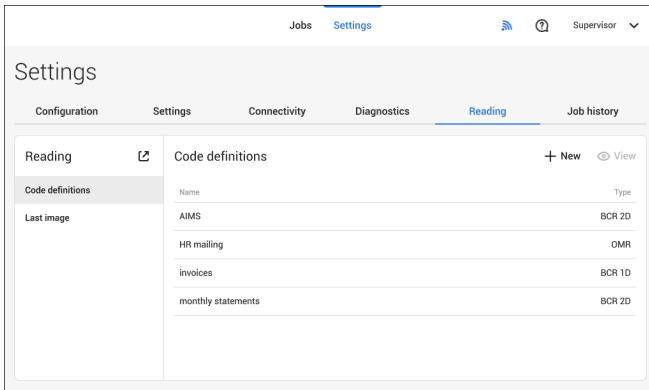 Jobs Settings Supervisor
Settings
Configuration Settings Connectivity Diagnostics Reading Job history
Reading
Code definitions
Last image
Code definitions + New View
Name Type
AIMS BCR 2D
HR mailing OMR
invoices BCR 1D
monthly statements BCR 2D